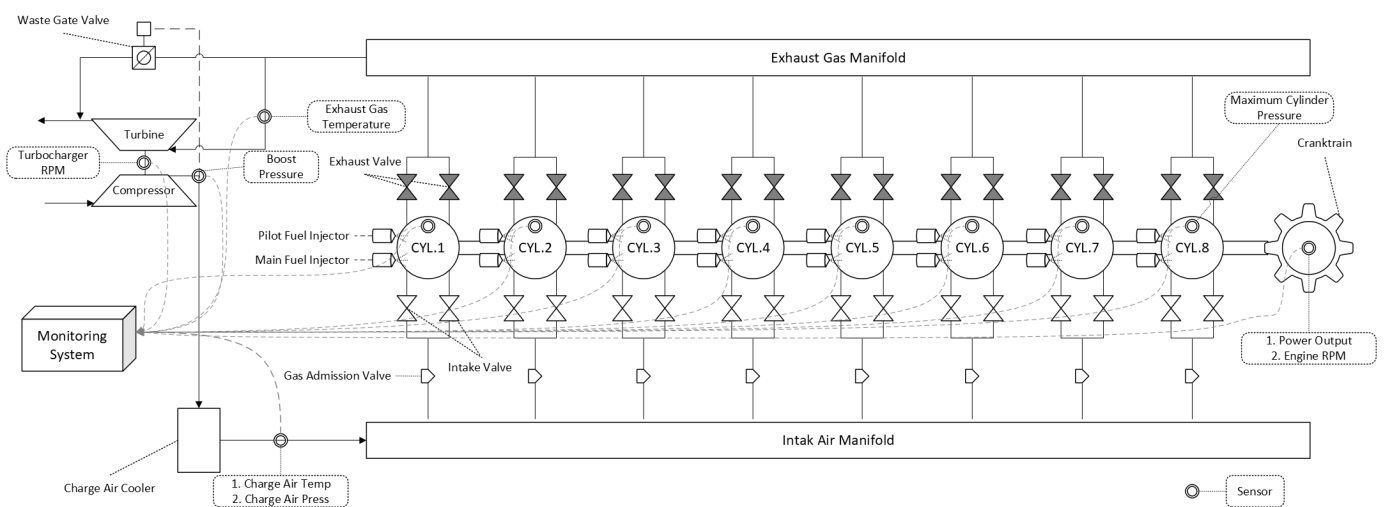 Waste Gate Valve
Exhaust Gas Manifold
Exhaust Gas
Temperature
Maximum Cylinder
Pressure
Turbine
Cranktrain
Turbocharger
RPM
Boost
Pressure
Exhaust Valve
Compressor
Pilot Fuel Injector
Main Fuel Injector
CYL.1
CYL.2
CYL.3
CYL.4
CYL.5
CYL.6
CYL.7
CYL.8
Monitoring
System
1. Power Output
2. Engine RPM
Gas Admission Valve
Intake Valve
Intak Air Manifold
Charge Air Cooler
1. Charge Air Temp
2. Charge Air Press
Sensor